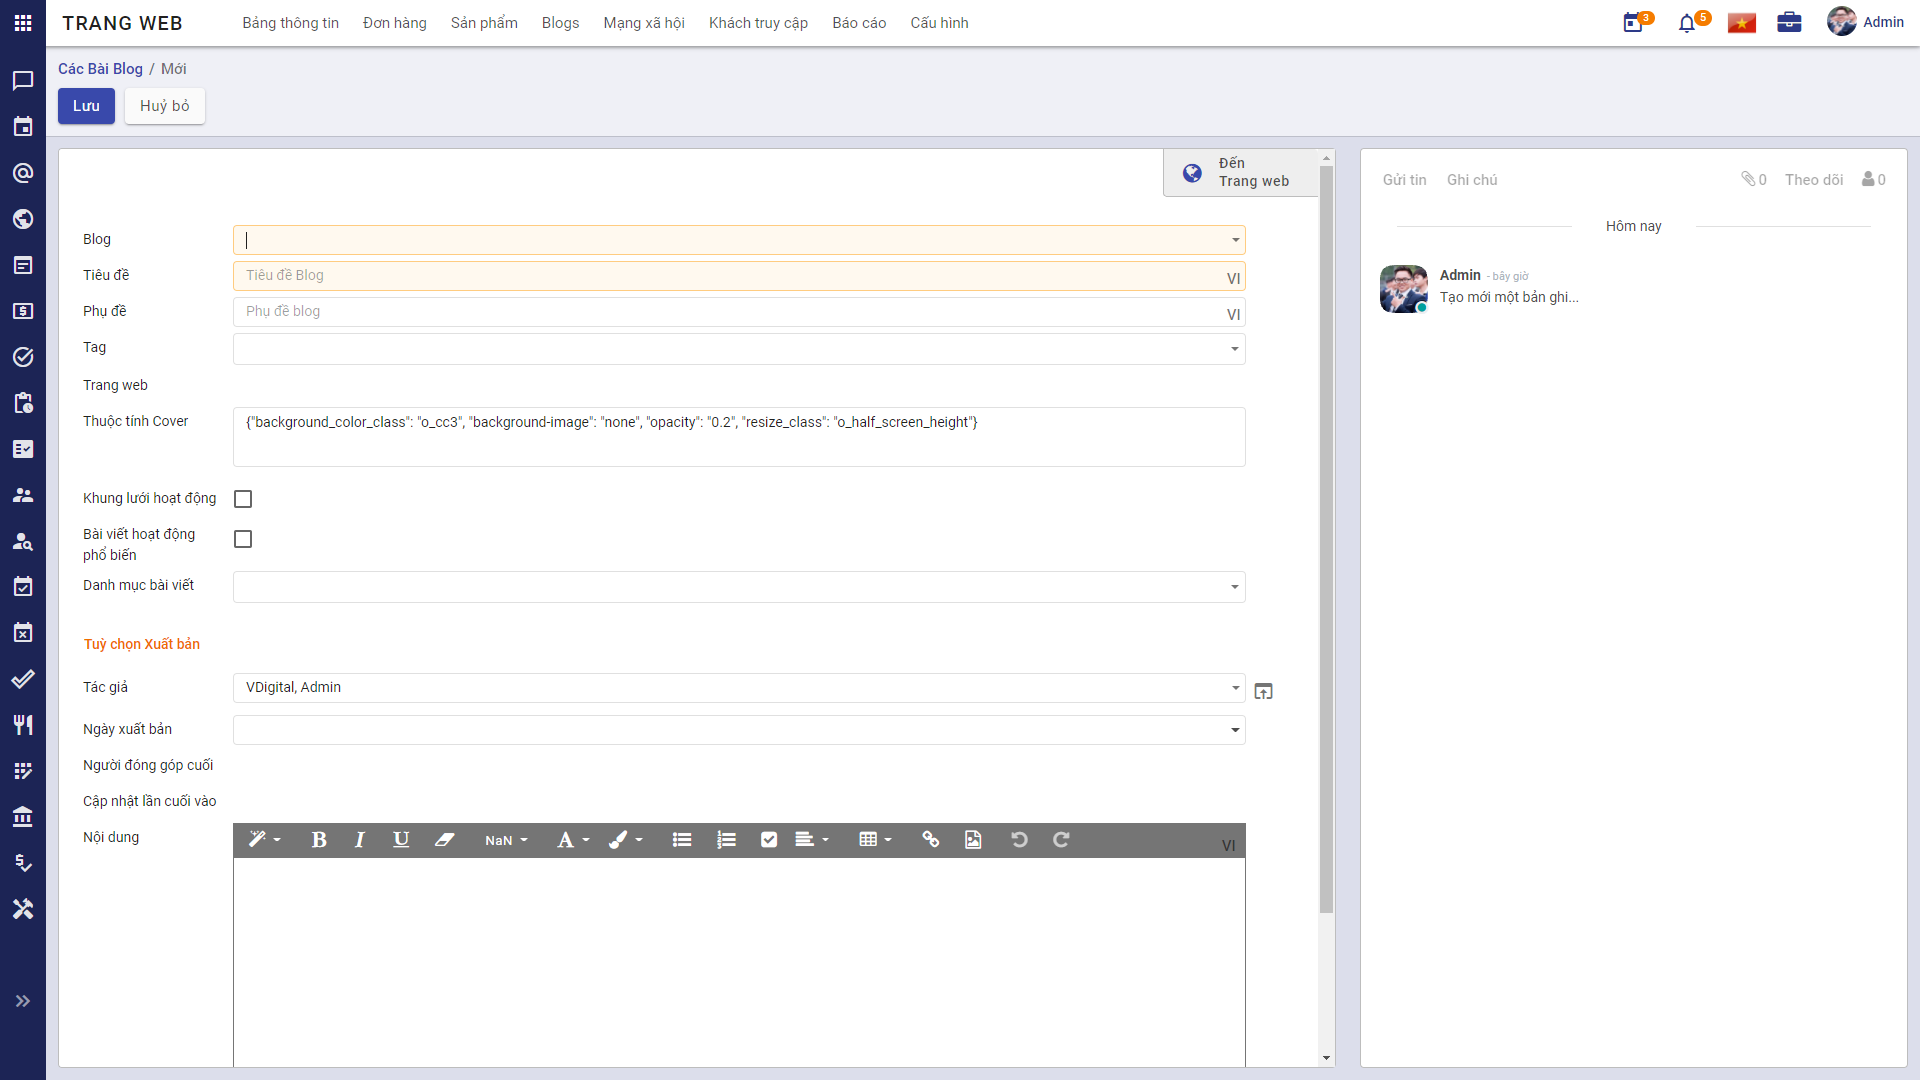 TRANG WEB
Bảng thông tin
Đơn hàng
Sản phẩm
Blogs
Mạng xã hội
Khách truy cập
Báo cáo
Cấu hình
3
5
Admin
Các Bài Blog / Mới
Lưu
Huỷ bỏ
Đến
Trang web
Blog
Tiêu đề
Tiêu đề Blog
VI
Phụ đề
Phụ đề blog
VI
Tag
Trang web
Thuộc tính Cover
{"background_color_class": "o_cc3", "background-image": "none", "opacity": "0.2", "resize_class": "o_half_screen_height"}
Khung lưới hoạt động
Bài viết hoạt động
phổ biến
Danh mục bài viết
Tuỳ chọn Xuất bản
Tác giả
VDigital, Admin
Ngày xuất bản
Người đóng góp cuối
Cập nhật lần cuối vào
Nội dung
B I U NaN A
VI
Gửi tin
Ghi chú
0
Theo dõi
0
Hôm nay
Admin - bây giờ
Tạo mới một bản ghi...